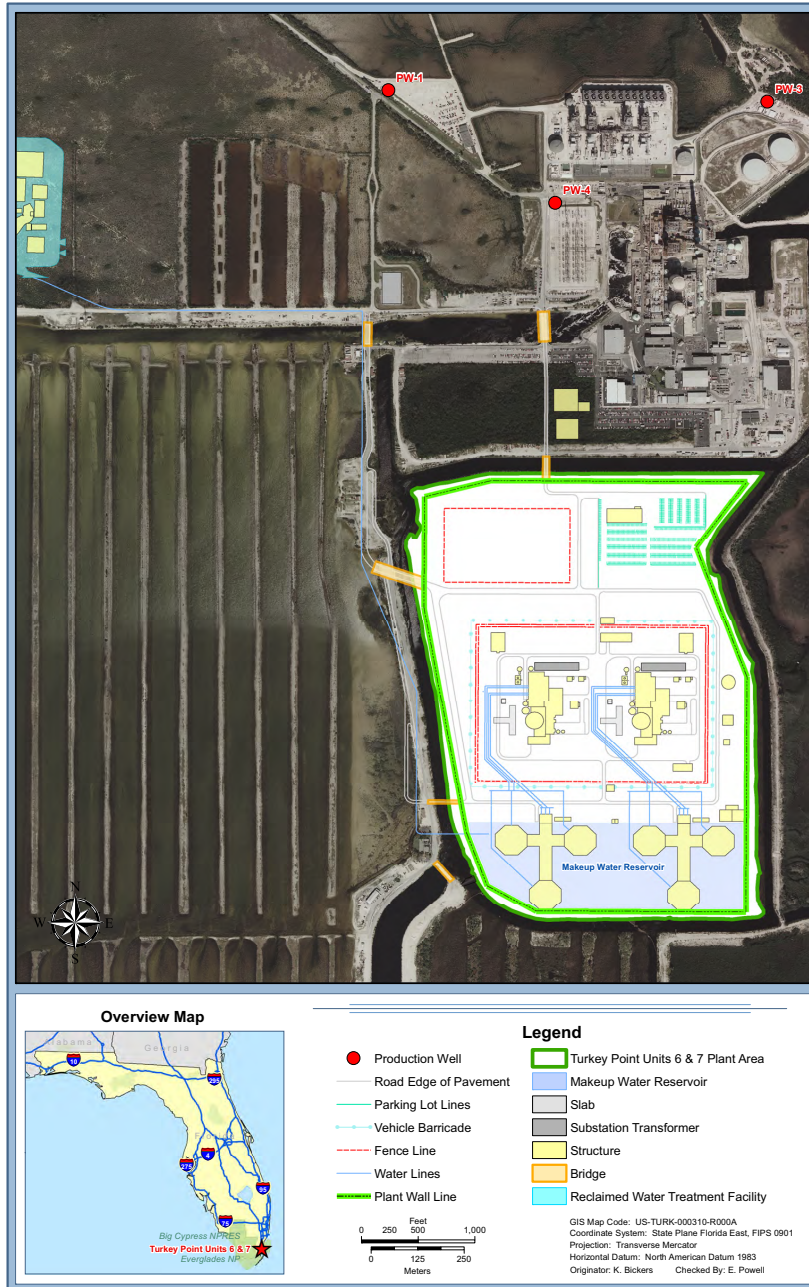 PW-1
PW-3
PW-4
Makeup Water Reservoir
N
W E
S
Overview Map
Alabama
Georgia
10
295
Florida
4
275
95
75
Big Cypress NPRES
Turkey Point Units 6 & 7
Everglades NP
Legend
Production Well
Road Edge of Pavement
Parking Lot Lines
Vehicle Barricade
Fence Line
Water Lines
Plant Wall Line
Turkey Point Units 6 & 7 Plant Area
Makeup Water Reservoir
Slab
Substation Transformer
Structure
Bridge
Reclaimed Water Treatment Facility
Feet
0 250 500 1,000
0 125 250
Meters
GIS Map Code: US-TURK-000310-R000A
Coordinate System: State Plane Florida East, FIPS 0901
Projection: Transverse Mercator
Horizontal Datum: North American Datum 1983
Originator: K. Bickers Checked By: E. Powell